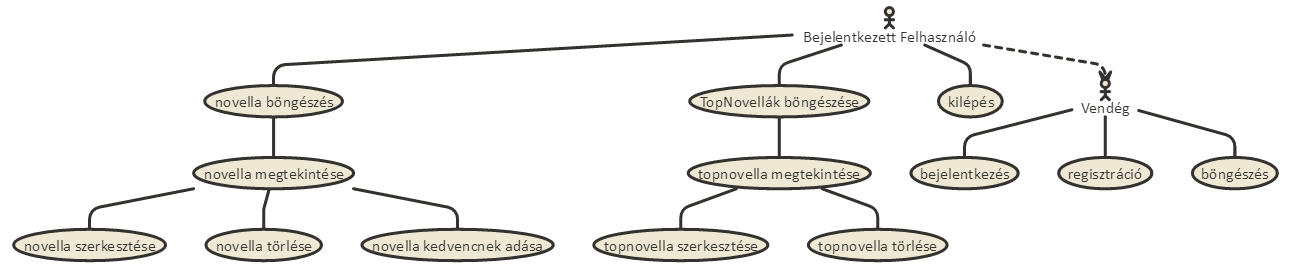 Bejelentkezett Felhasználó
novella böngészés
TopNovellák böngészése
kilépés
Vendég
novella megtekintése
topnovella megtekintése
bejelentkezés
regisztráció
böngészés
novella szerkesztése
novella törlése
novella kedvencnek adása
topnovella szerkesztése
topnovella törlése